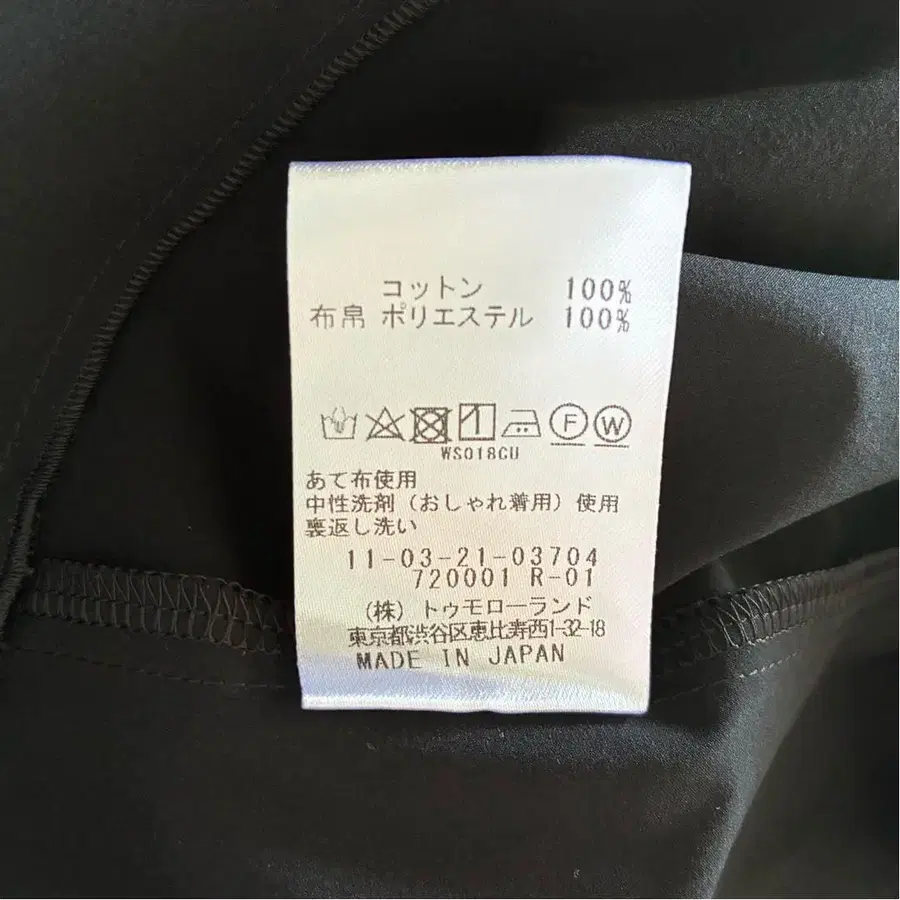 コットン 100%
布帛 ポリエステル 100%
F W
WS018CU
あて布使用
中性洗剤（おしゃれ着用）使用
裏返し洗い
11-03-21-03704
720001 R-01
（株）トゥモローランド
東京都渋谷区恵比寿西1-32-18
MADE IN JAPAN